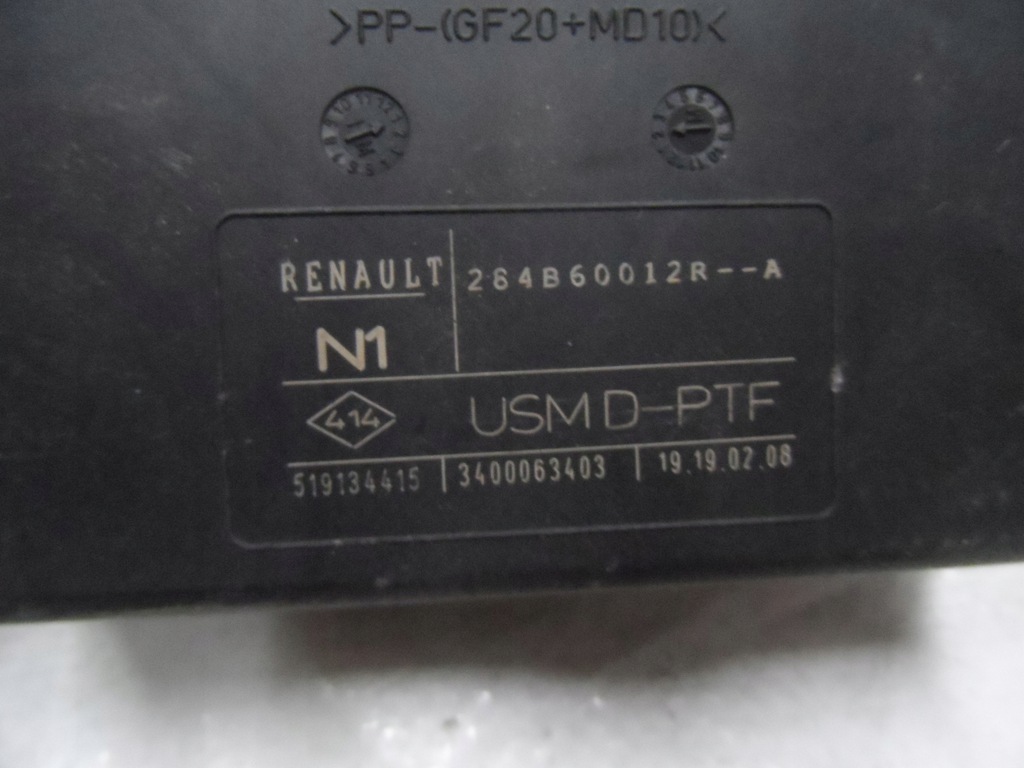 >PP-(GF20+MD10)<
RENAULT
284B60012R--A
N1
414
USM D-PTF
519134415
3400063403
19.19.02.08